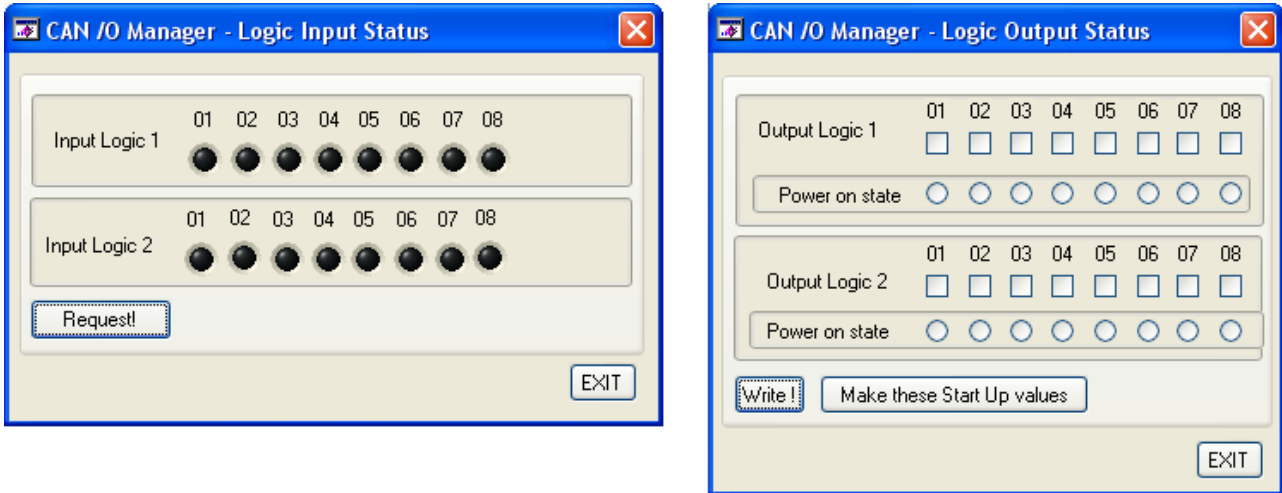 CAN /O Manager - Logic Input Status
01 02 03 04 05 06 07 08
Input Logic 1
01 02 03 04 05 06 07 08
Input Logic 2
Request!
EXIT
CAN /O Manager - Logic Output Status
01 02 03 04 05 06 07 08
Output Logic 1
Power on state
01 02 03 04 05 06 07 08
Output Logic 2
Power on state
Write ! Make these Start Up values
EXIT